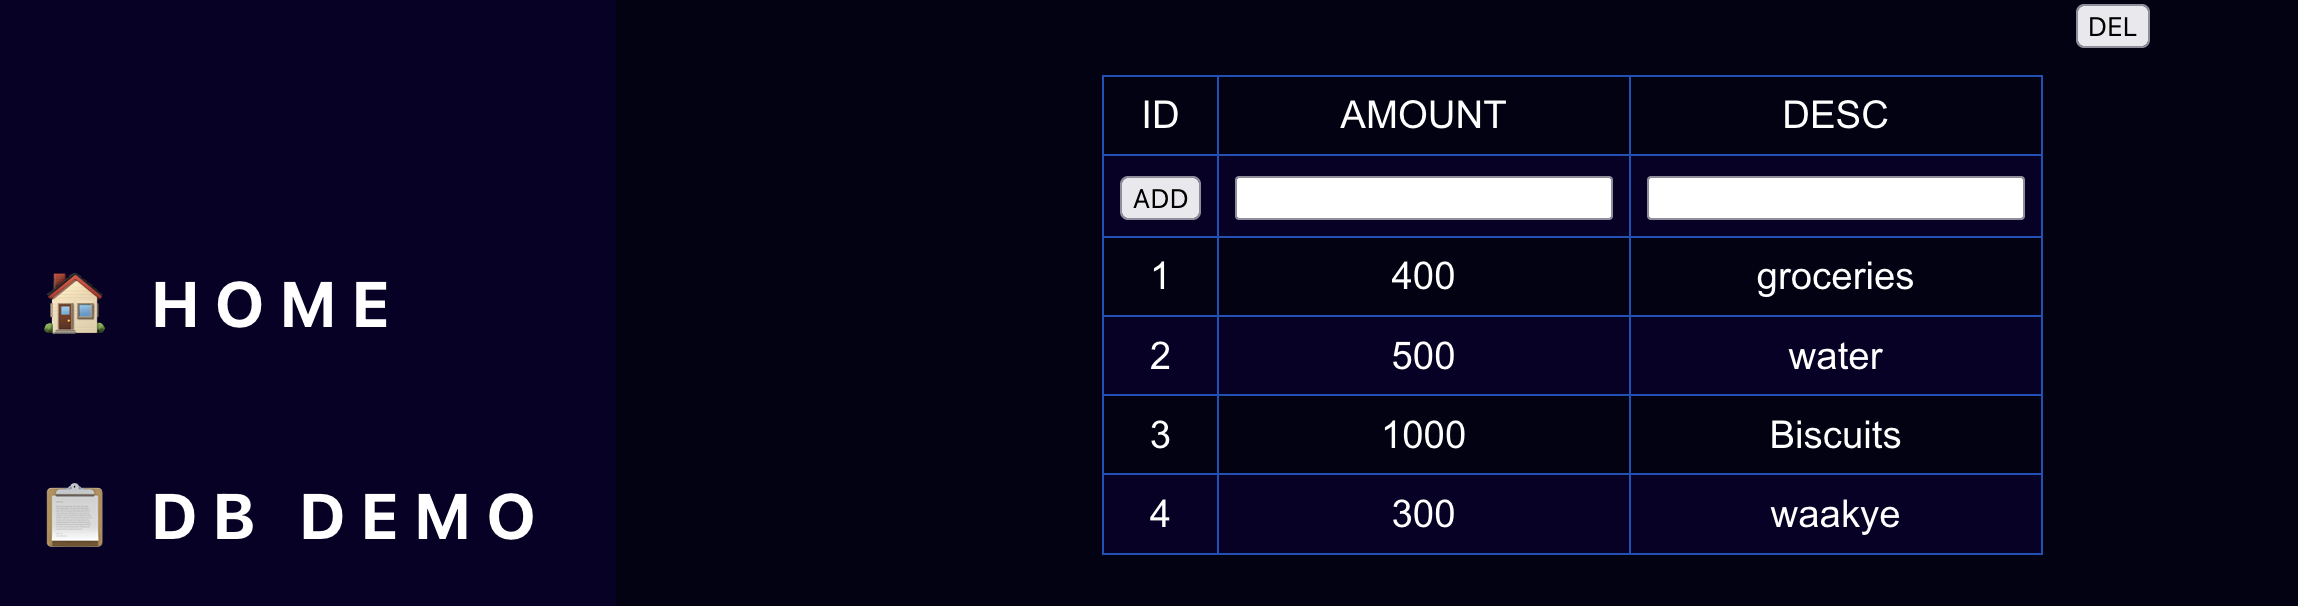 DEL
ID AMOUNT DESC
ADD
1 400 groceries
2 500 water
3 1000 Biscuits
4 300 waakye
HOME
DB DEMO